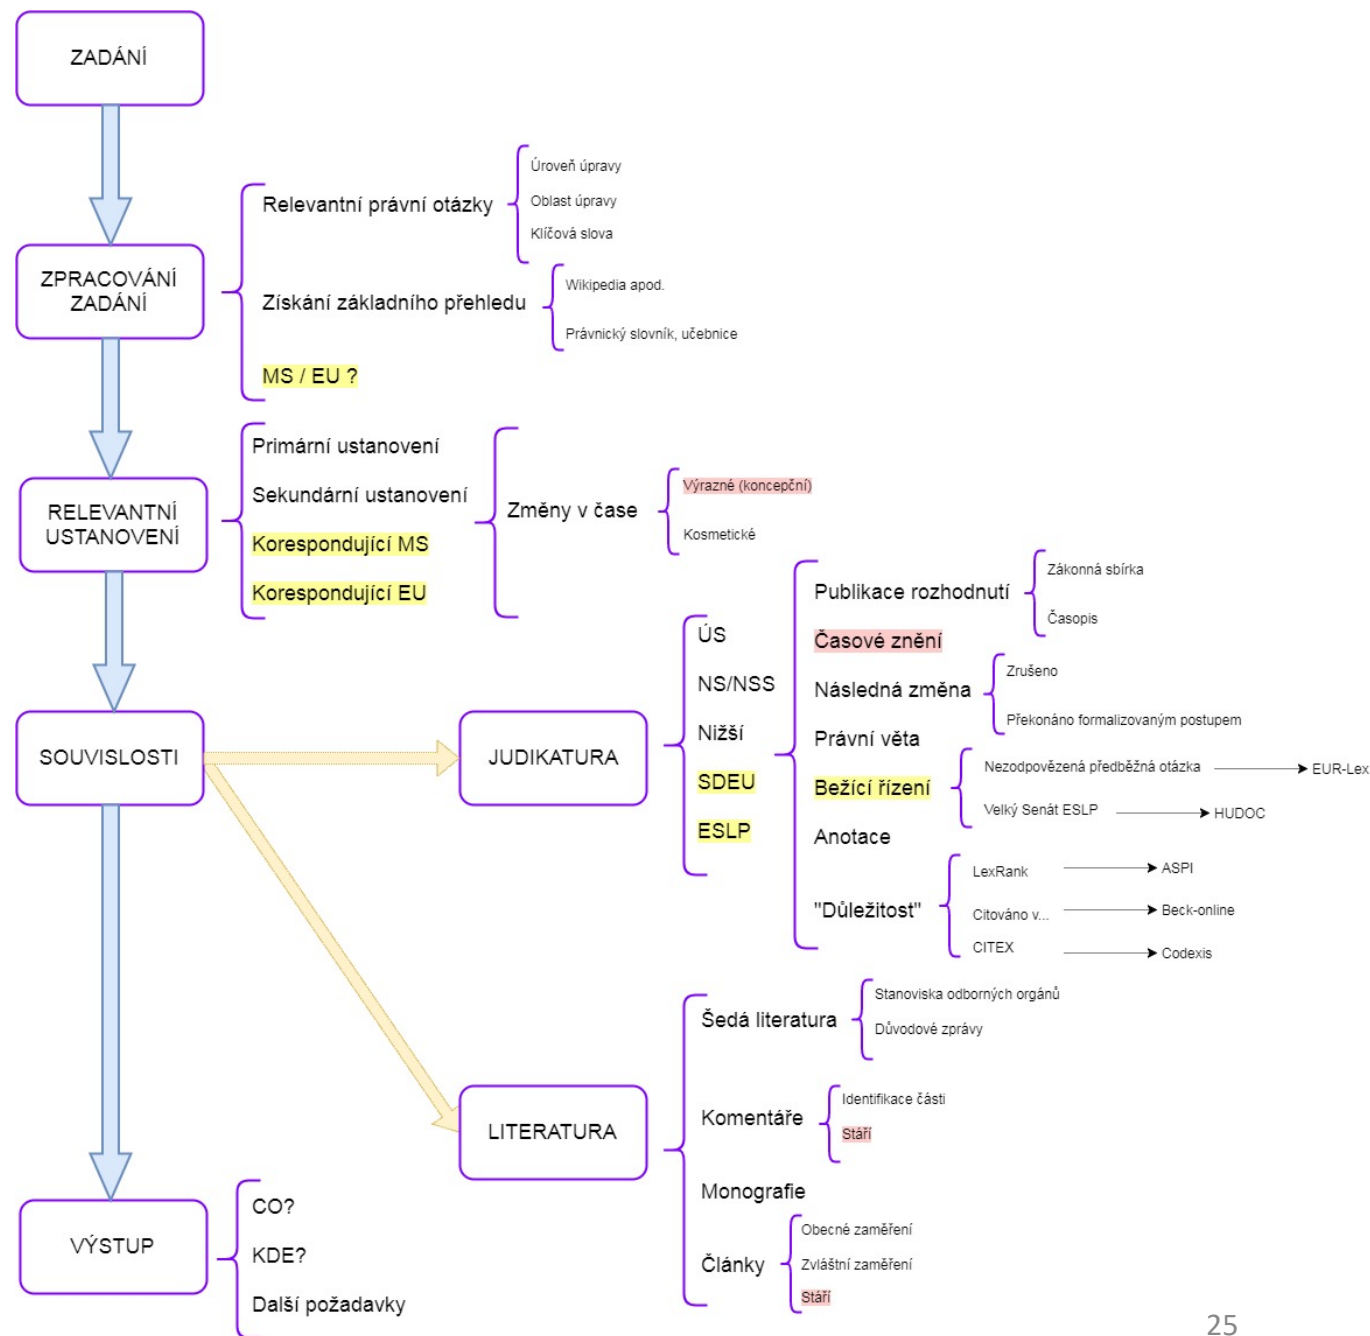 ZADÁNÍ
ZPRACOVÁNÍ
ZADÁNÍ
Relevantní právní otázky
Úroveň úpravy
Oblast úpravy
Klíčová slova
Získání základního přehledu
Wikipedia apod.
Právnický slovník, učebnice
MS / EU ?
RELEVANTNÍ
USTANOVENÍ
Primární ustanovení
Sekundární ustanovení
Korespondující MS
Korespondující EU
Změny v čase
Výrazné (koncepční)
Kosmetické
SOUVISLOSTI
JUDIKATURA
ÚS
NS/NSS
Nižší
SDEU
ESLP
Publikace rozhodnutí
Zákonná sbírka
Časopis
Časové znění
Následná změna
Zrušeno
Překonáno formalizovaným postupem
Právní věta
Bežící řízení
Nezodpovězená předběžná otázka
EUR-Lex
Velký Senát ESLP
HUDOC
Anotace
"Důležitost"
LexRank
ASPI
Citováno v...
Beck-online
CITEX
Codexis
LITERATURA
Šedá literatura
Stanoviska odborných orgánů
Důvodové zprávy
Komentáře
Identifikace části
Stáří
Monografie
Články
Obecné zaměření
Zvláštní zaměření
Stáří
VÝSTUP
CO?
KDE?
Další požadavky
25